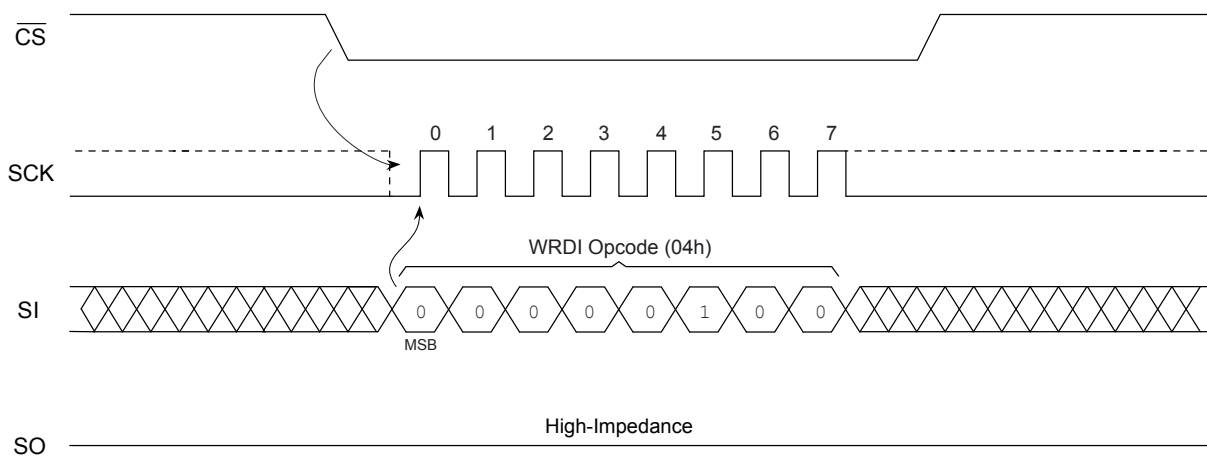 C̅S̅
0 1 2 3 4 5 6 7
SCK
WRDI Opcode (04h)
SI
0 0 0 0 0 1 0 0
MSB
High-Impedance
SO